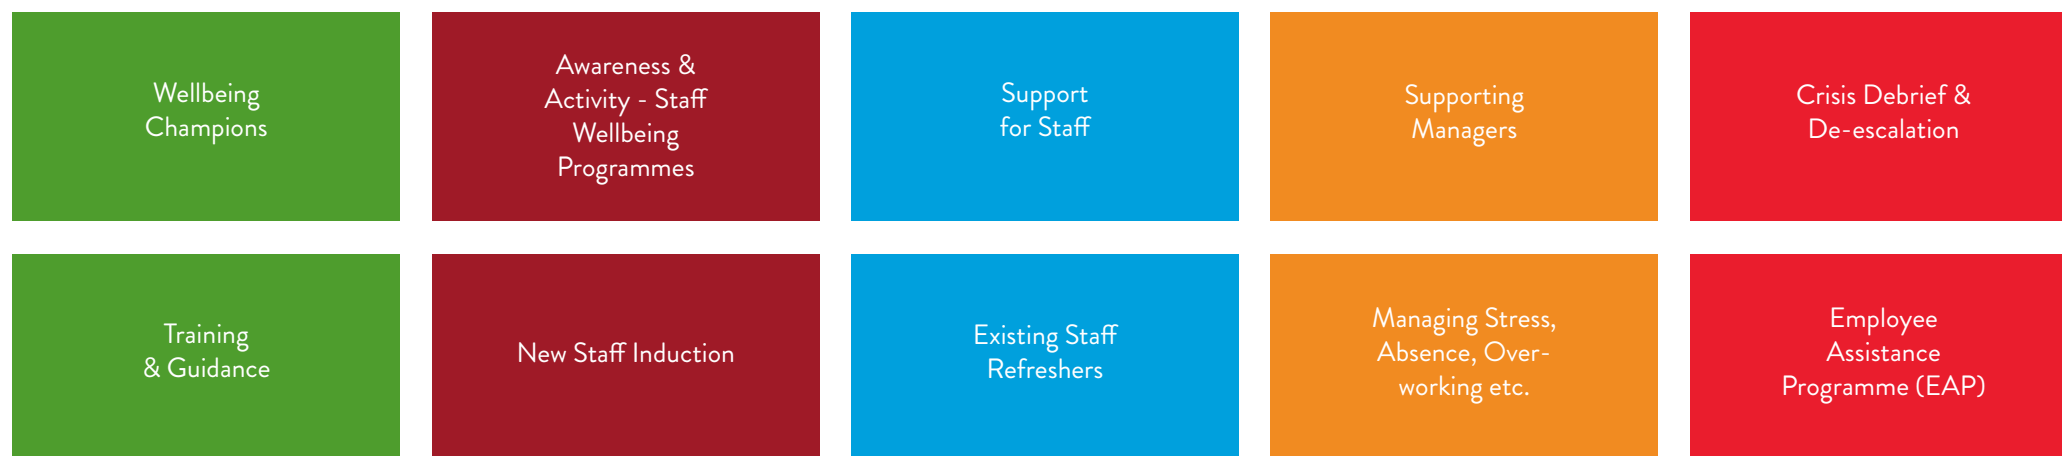 Wellbeing
Champions
Awareness &
Activity - Staff
Wellbeing
Programmes
Support
for Staff
Supporting
Managers
Crisis Debrief &
De-escalation
Training
& Guidance
New Staff Induction
Existing Staff
Refreshers
Managing Stress,
Absence, Over-
working etc.
Employee
Assistance
Programme (EAP)